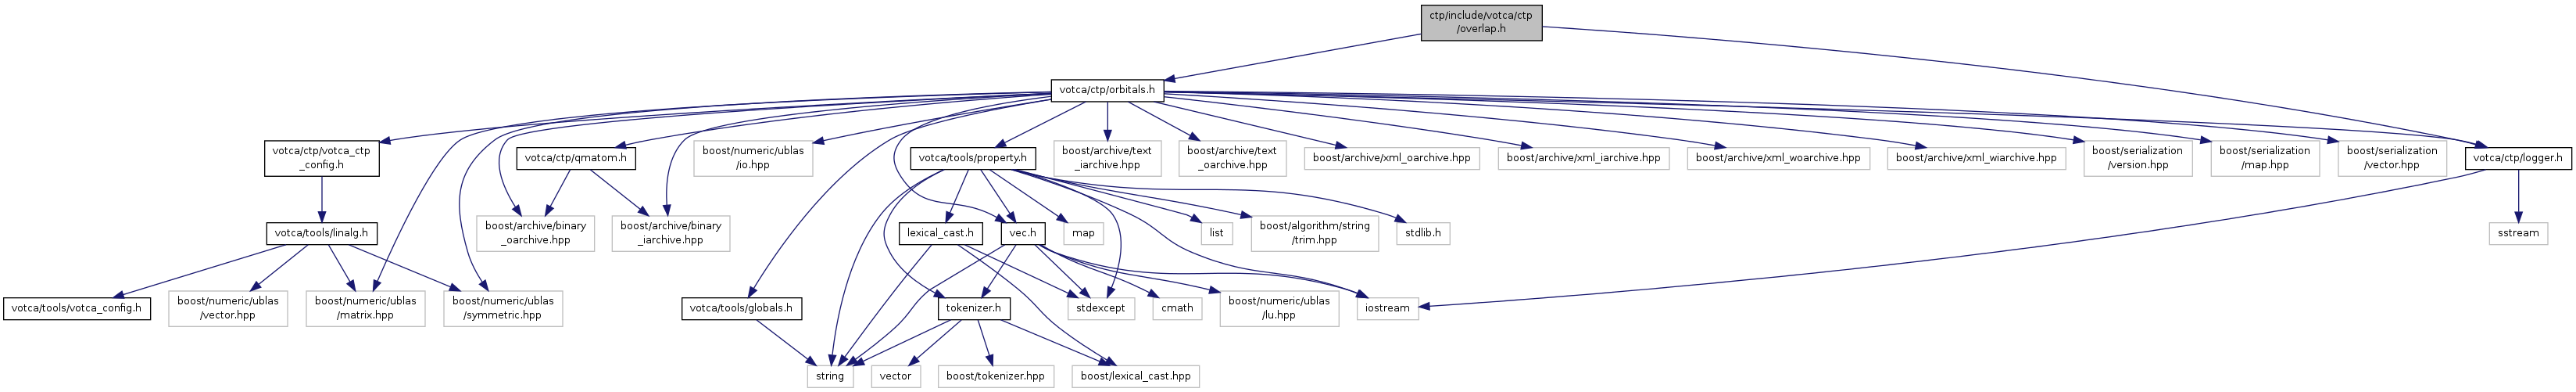 ctp/include/votca/ctp
/overlap.h
votca/ctp/orbitals.h
votca/ctp/votca_ctp
_config.h
votca/ctp/qmatom.h
boost/numeric/ublas
/io.hpp
votca/tools/property.h
boost/archive/text
_iarchive.hpp
boost/archive/text
_oarchive.hpp
boost/archive/xml_oarchive.hpp
boost/archive/xml_iarchive.hpp
boost/archive/xml_woarchive.hpp
boost/archive/xml_wiarchive.hpp
boost/serialization
/version.hpp
boost/serialization
/map.hpp
boost/serialization
/vector.hpp
votca/ctp/logger.h
votca/tools/linalg.h
boost/archive/binary
_oarchive.hpp
boost/archive/binary
_iarchive.hpp
lexical_cast.h
vec.h
map
list
boost/algorithm/string
/trim.hpp
stdlib.h
sstream
votca/tools/votca_config.h
boost/numeric/ublas
/vector.hpp
boost/numeric/ublas
/matrix.hpp
boost/numeric/ublas
/symmetric.hpp
votca/tools/globals.h
tokenizer.h
stdexcept
cmath
boost/numeric/ublas
/lu.hpp
iostream
string
vector
boost/tokenizer.hpp
boost/lexical_cast.hpp